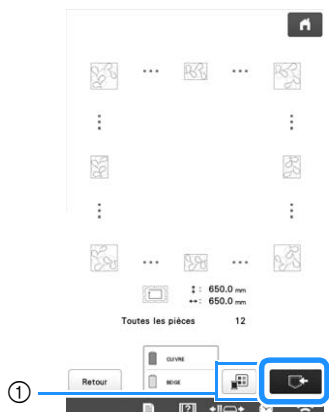 ↕: 650.0 mm
↔: 650.0 mm
Toutes les pièces 12
CUIVRE
BEIGE
Retour
①